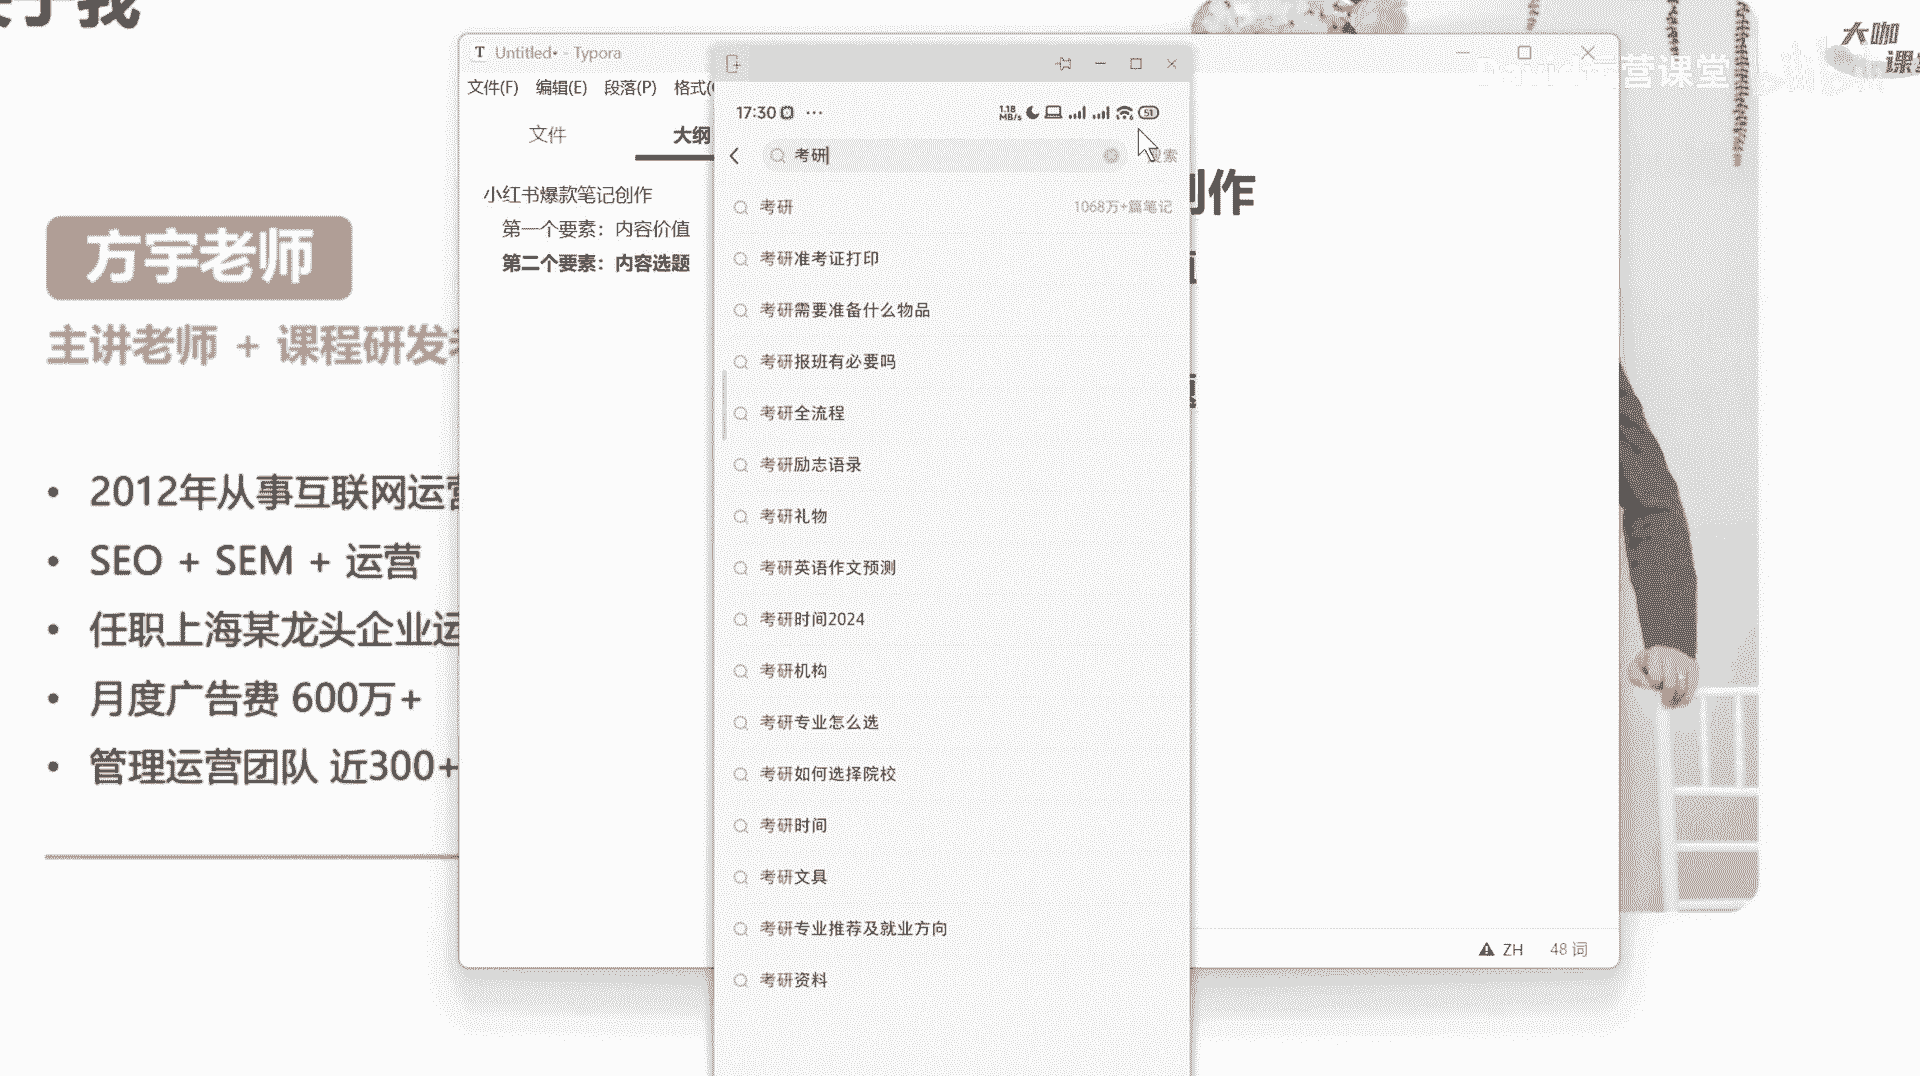 关于我
大咖
课堂
营课堂
方宇老师
主讲老师 + 课程研发
2012年从事互联网运营
SEO + SEM + 运营
任职上海某龙头企业运
月度广告费 600万+
管理运营团队 近300+
Untitled• - Typora
文件(F) 编辑(E) 段落(P) 格式(
文件 大纲
小红书爆款笔记创作
第一个要素：内容价值
第二个要素：内容选题
创作
值
题
ZH 48 词
17:30 ···
1.18 MB/s 51
考研 搜索
考研 1068万+篇笔记
考研准考证打印
考研需要准备什么物品
考研报班有必要吗
考研全流程
考研励志语录
考研礼物
考研英语作文预测
考研时间2024
考研机构
考研专业怎么选
考研如何选择院校
考研时间
考研文具
考研专业推荐及就业方向
考研资料